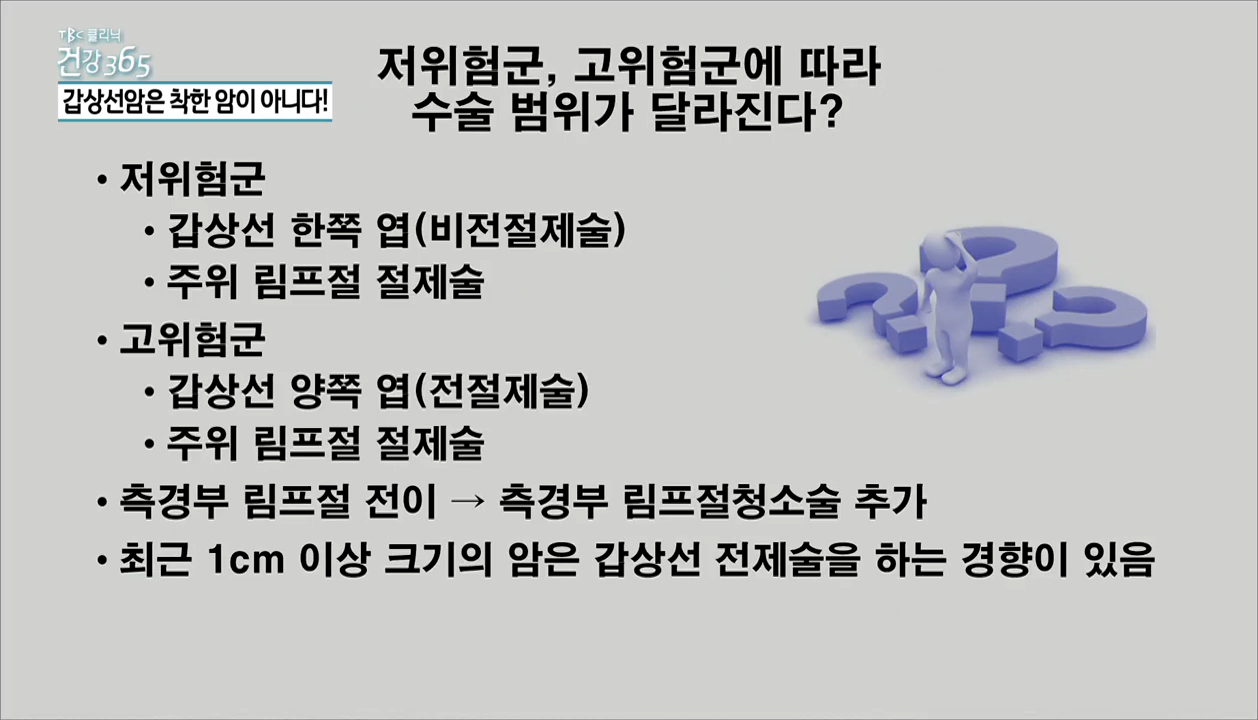 TBC 클리닉
건강365
갑상선암은 착한 암이 아니다!
저위험군, 고위험군에 따라
수술 범위가 달라진다?
• 저위험군
• 갑상선 한쪽 엽(비전절제술)
• 주위 림프절 절제술
• 고위험군
• 갑상선 양쪽 엽(전절제술)
• 주위 림프절 절제술
• 측경부 림프절 전이 → 측경부 림프절청소술 추가
• 최근 1cm 이상 크기의 암은 갑상선 전제술을 하는 경향이 있음